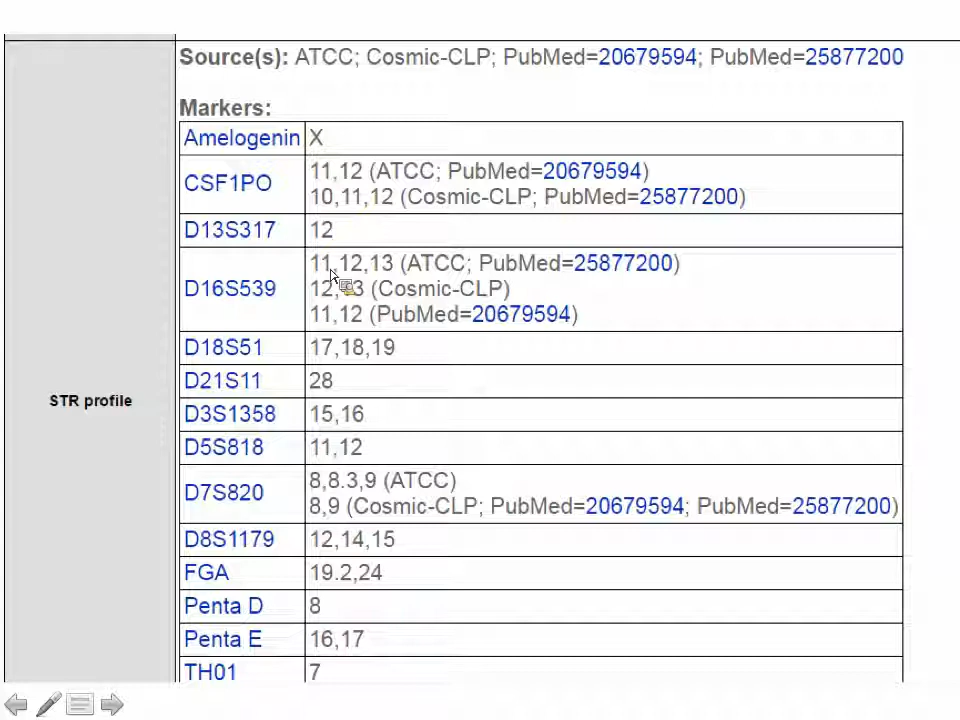 Source(s): ATCC; Cosmic-CLP; PubMed=20679594; PubMed=25877200
Markers:
Amelogenin X
CSF1PO 11,12 (ATCC; PubMed=20679594)
10,11,12 (Cosmic-CLP; PubMed=25877200)
D13S317 12
D16S539 11,12,13 (ATCC; PubMed=25877200)
12,13 (Cosmic-CLP)
11,12 (PubMed=20679594)
D18S51 17,18,19
D21S11 28
D3S1358 15,16
STR profile
D5S818 11,12
D7S820 8,8.3,9 (ATCC)
8,9 (Cosmic-CLP; PubMed=20679594; PubMed=25877200)
D8S1179 12,14,15
FGA 19.2,24
Penta D 8
Penta E 16,17
TH01 7